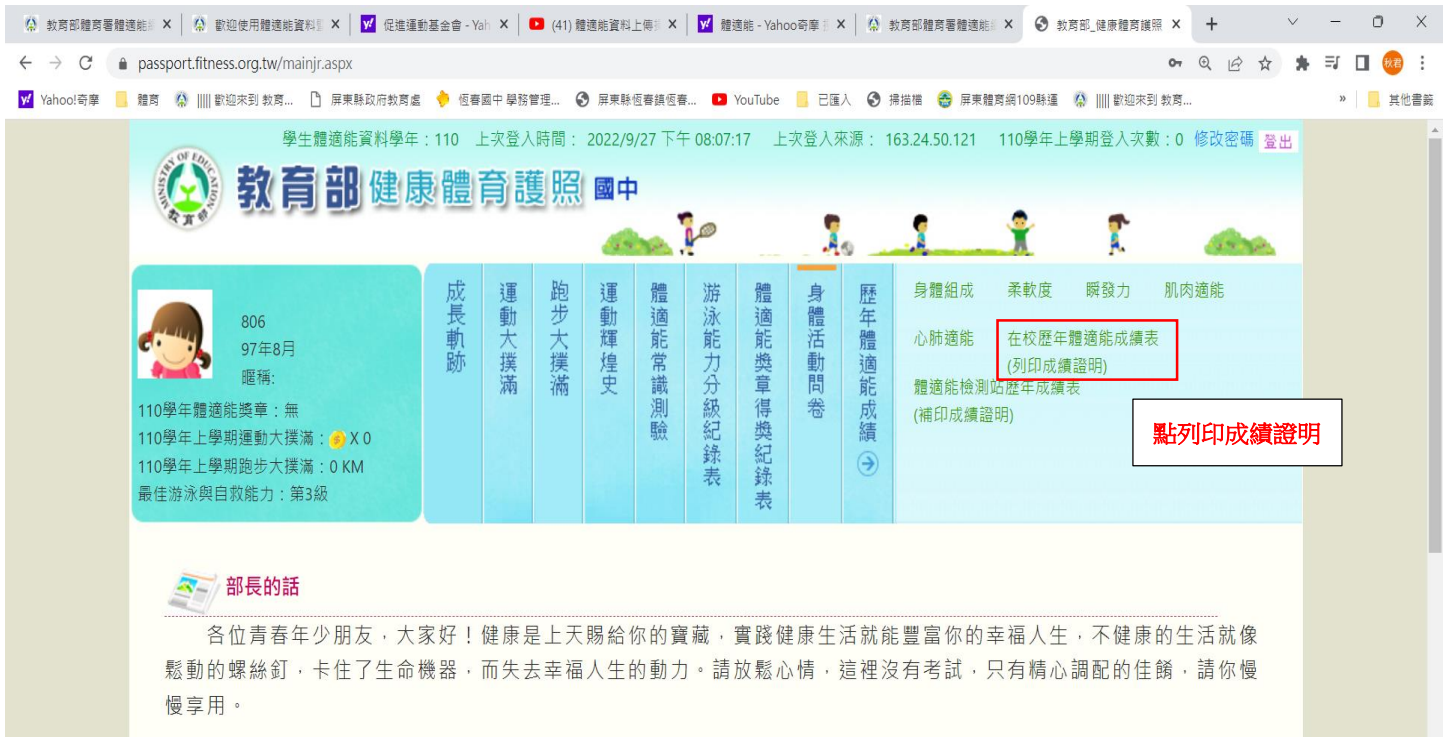 教育部體育署體適能
歡迎使用體適能資料
促進運動基金會 - Yah
(41) 體適能資料上傳
體適能 - Yahoo奇摩
教育部體育署體適能
教育部_健康體育護照
passport.fitness.org.tw/mainjr.aspx
秋君
Yahoo!奇摩
體育
||||| 歡迎來到 教育...
屏東縣政府教育處
恆春國中 學務管理...
屏東縣恆春鎮恆春...
YouTube
已匯入
掃描檔
屏東體育網109縣運
||||| 歡迎來到 教育...
»
其他書籤
學生體適能資料學年：110 上次登入時間： 2022/9/27 下午 08:07:17 上次登入來源： 163.24.50.121 110學年上學期登入次數：0 修改密碼 登出
MINISTRY OF EDUCATION
教育部
教育部健康體育護照 國中
806
97年8月
暱稱:
110學年體適能獎章：無
110學年上學期運動大撲滿： X 0
110學年上學期跑步大撲滿：0 KM
最佳游泳與自救能力：第3級
成長軌跡
運動大撲滿
跑步大撲滿
運動輝煌史
體適能常識測驗
游泳能力分級紀錄表
體適能獎章得獎紀錄表
身體活動問卷
歷年體適能成績
身體組成 柔軟度 瞬發力 肌肉適能
心肺適能 在校歷年體適能成績表
(列印成績證明)
體適能檢測站歷年成績表
(補印成績證明)
點列印成績證明
部長的話
各位青春年少朋友，大家好！健康是上天賜給你的寶藏，實踐健康生活就能豐富你的幸福人生，不健康的生活就像
鬆動的螺絲釘，卡住了生命機器，而失去幸福人生的動力。請放鬆心情，這裡沒有考試，只有精心調配的佳餚，請你慢
慢享用。